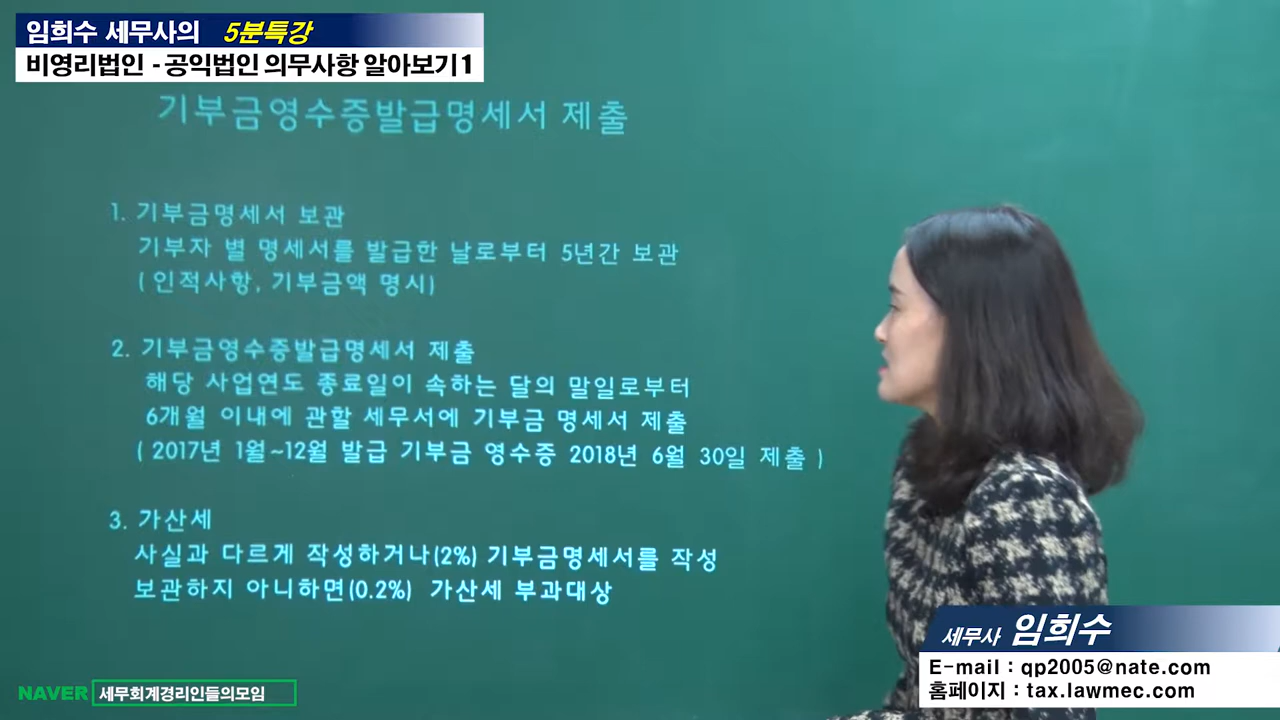 임희수 세무사의 5분특강
비영리법인 - 공익법인 의무사항 알아보기1
기부금영수증발급명세서 제출
1. 기부금명세서 보관
기부자 별 명세서를 발급한 날로부터 5년간 보관
( 인적사항, 기부금액 명시)
2. 기부금영수증발급명세서 제출
해당 사업연도 종료일이 속하는 달의 말일로부터
6개월 이내에 관할 세무서에 기부금 명세서 제출
( 2017년 1월~12월 발급 기부금 영수증 2018년 6월 30일 제출 )
3. 가산세
사실과 다르게 작성하거나(2%) 기부금명세서를 작성
보관하지 아니하면(0.2%) 가산세 부과대상
세무사 임희수
E-mail : qp2005@nate.com
홈페이지 : tax.lawmec.com
NAVER 세무회계경리인들의모임